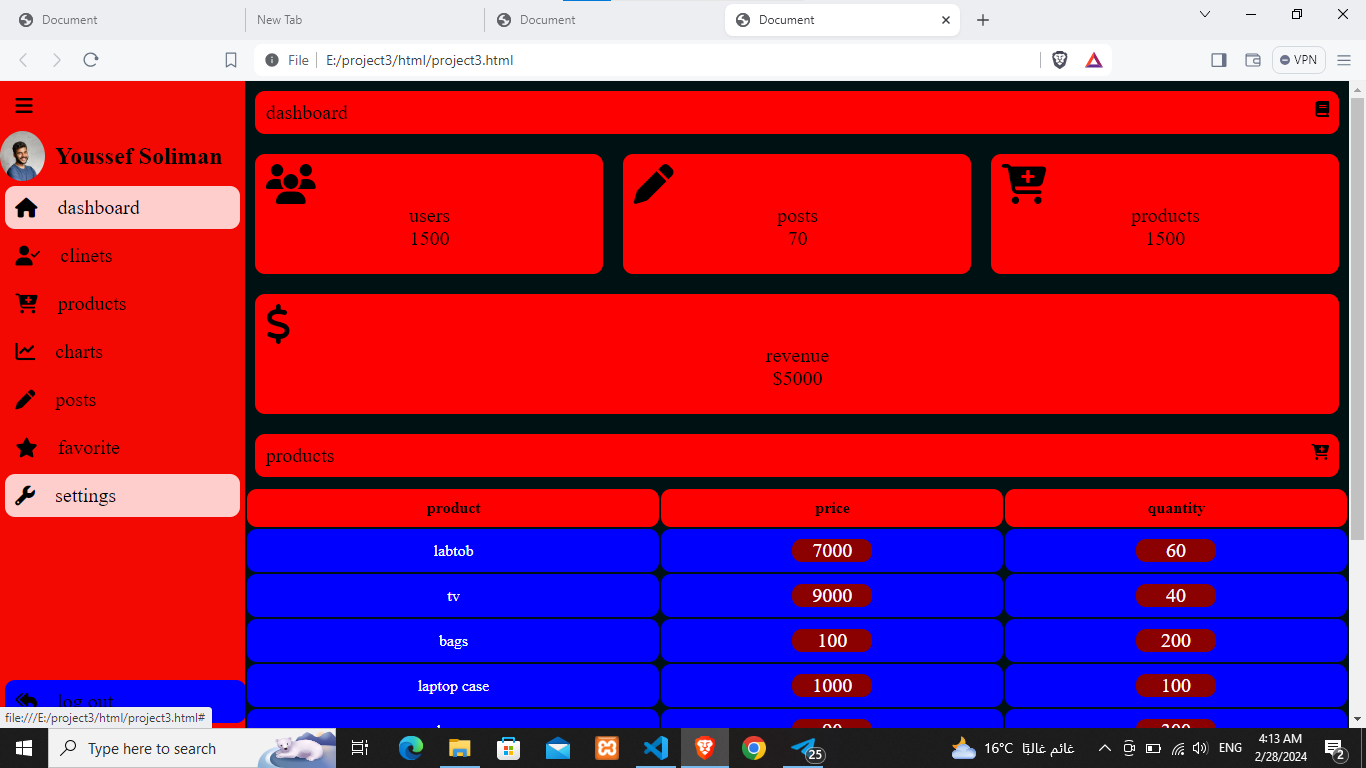 Document
New Tab
Document
Document
File
E:/project3/html/project3.html
VPN
Youssef Soliman
dashboard
clinets
products
charts
posts
favorite
settings
log out
file:///E:/project3/html/project3.html#
dashboard
users
1500
posts
70
products
1500
revenue
$5000
products
product price quantity
labtob 7000 60
tv 9000 40
bags 100 200
laptop case 1000 100
Type here to search
25
16°C غائم غالبًا
ENG
4:13 AM
2/28/2024
2